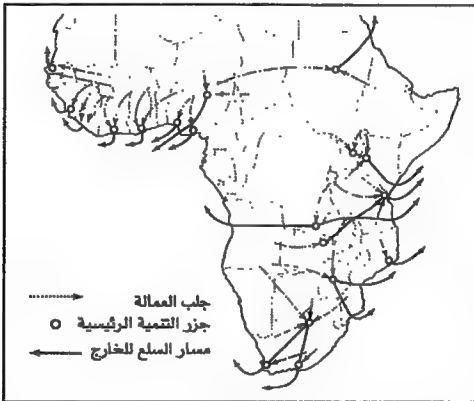 جلب العمالة
جزر التنمية الرئيسية
مسار السلع للخارج